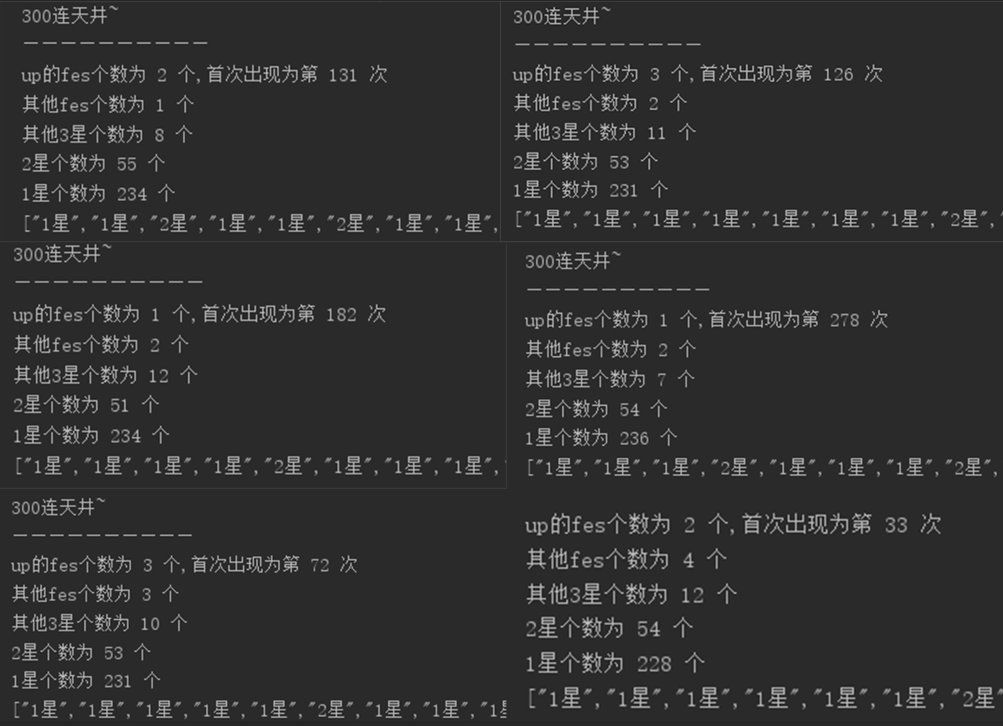 300连天井~
——————————
up的fes个数为 2 个,首次出现为第 131 次
其他fes个数为 1 个
其他3星个数为 8 个
2星个数为 55 个
1星个数为 234 个
["1星","1星","2星","1星","1星","2星","1星","1星",
300连天井~
——————————
up的fes个数为 3 个,首次出现为第 126 次
其他fes个数为 2 个
其他3星个数为 11 个
2星个数为 53 个
1星个数为 231 个
["1星","1星","1星","1星","1星","1星","1星","2星",
300连天井~
——————————
up的fes个数为 1 个,首次出现为第 182 次
其他fes个数为 2 个
其他3星个数为 12 个
2星个数为 51 个
1星个数为 234 个
["1星","1星","1星","1星","2星","1星","1星","1星",
300连天井~
——————————
up的fes个数为 1 个,首次出现为第 278 次
其他fes个数为 2 个
其他3星个数为 7 个
2星个数为 54 个
1星个数为 236 个
["1星","1星","1星","2星","1星","1星","1星","2星",
300连天井~
——————————
up的fes个数为 3 个,首次出现为第 72 次
其他fes个数为 3 个
其他3星个数为 10 个
2星个数为 53 个
1星个数为 231 个
["1星","1星","1星","1星","1星","2星","1星","1星","1星
up的fes个数为 2 个,首次出现为第 33 次
其他fes个数为 4 个
其他3星个数为 12 个
2星个数为 54 个
1星个数为 228 个
["1星","1星","1星","1星","1星","1星","2星